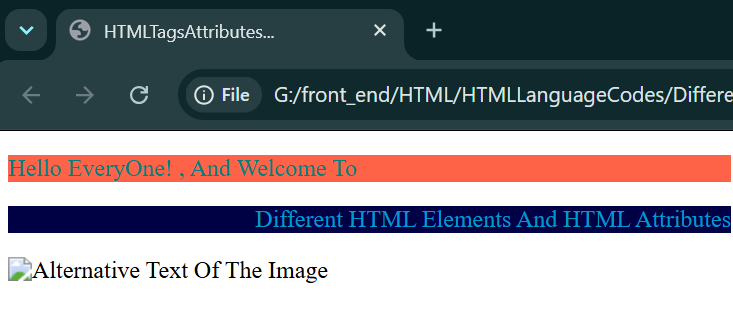 HTMLTagsAttributes...
File G:/front_end/HTML/HTMLLanguageCodes/Differe
Hello EveryOne! , And Welcome To
Different HTML Elements And HTML Attributes
Alternative Text Of The Image